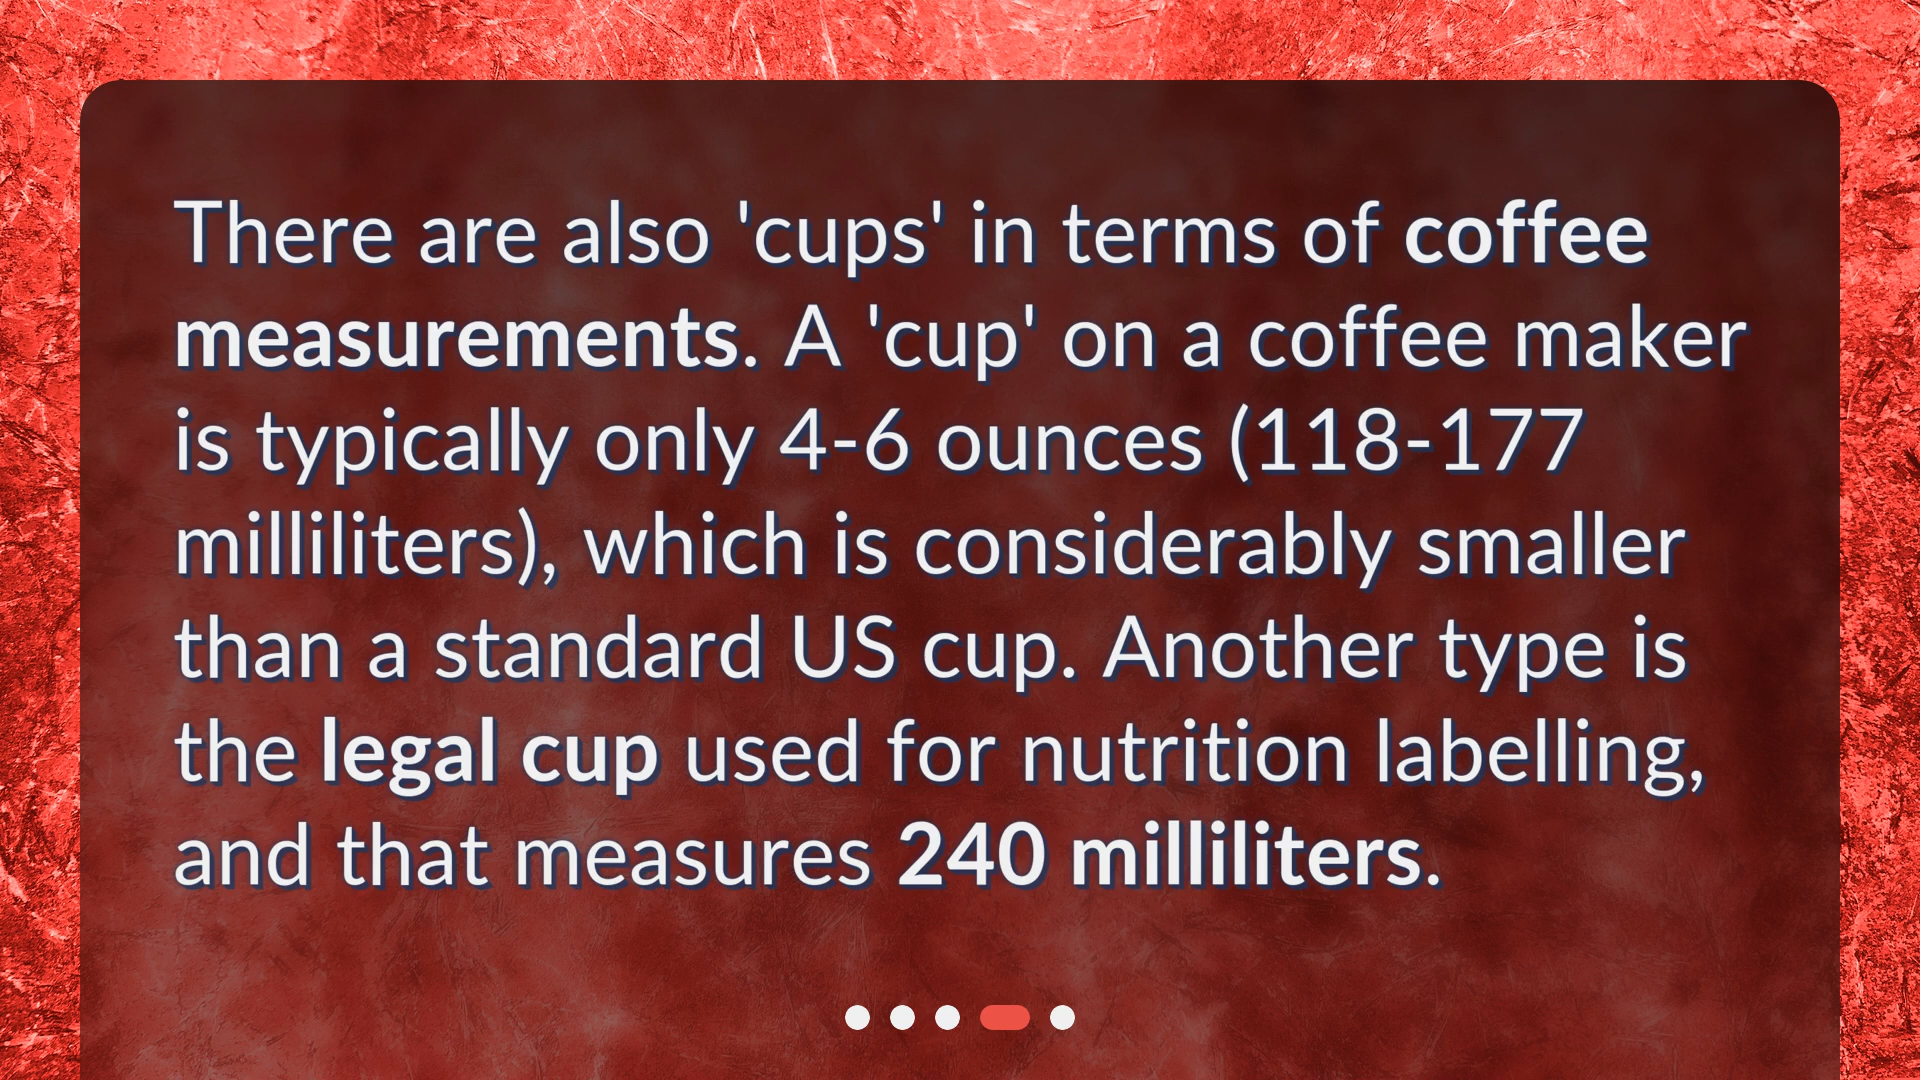 There are also 'cups' in terms of coffee
measurements. A 'cup' on a coffee maker
is typically only 4-6 ounces (118-177
milliliters), which is considerably smaller
than a standard US cup. Another type is
the legal cup used for nutrition labelling,
and that measures 240 milliliters.